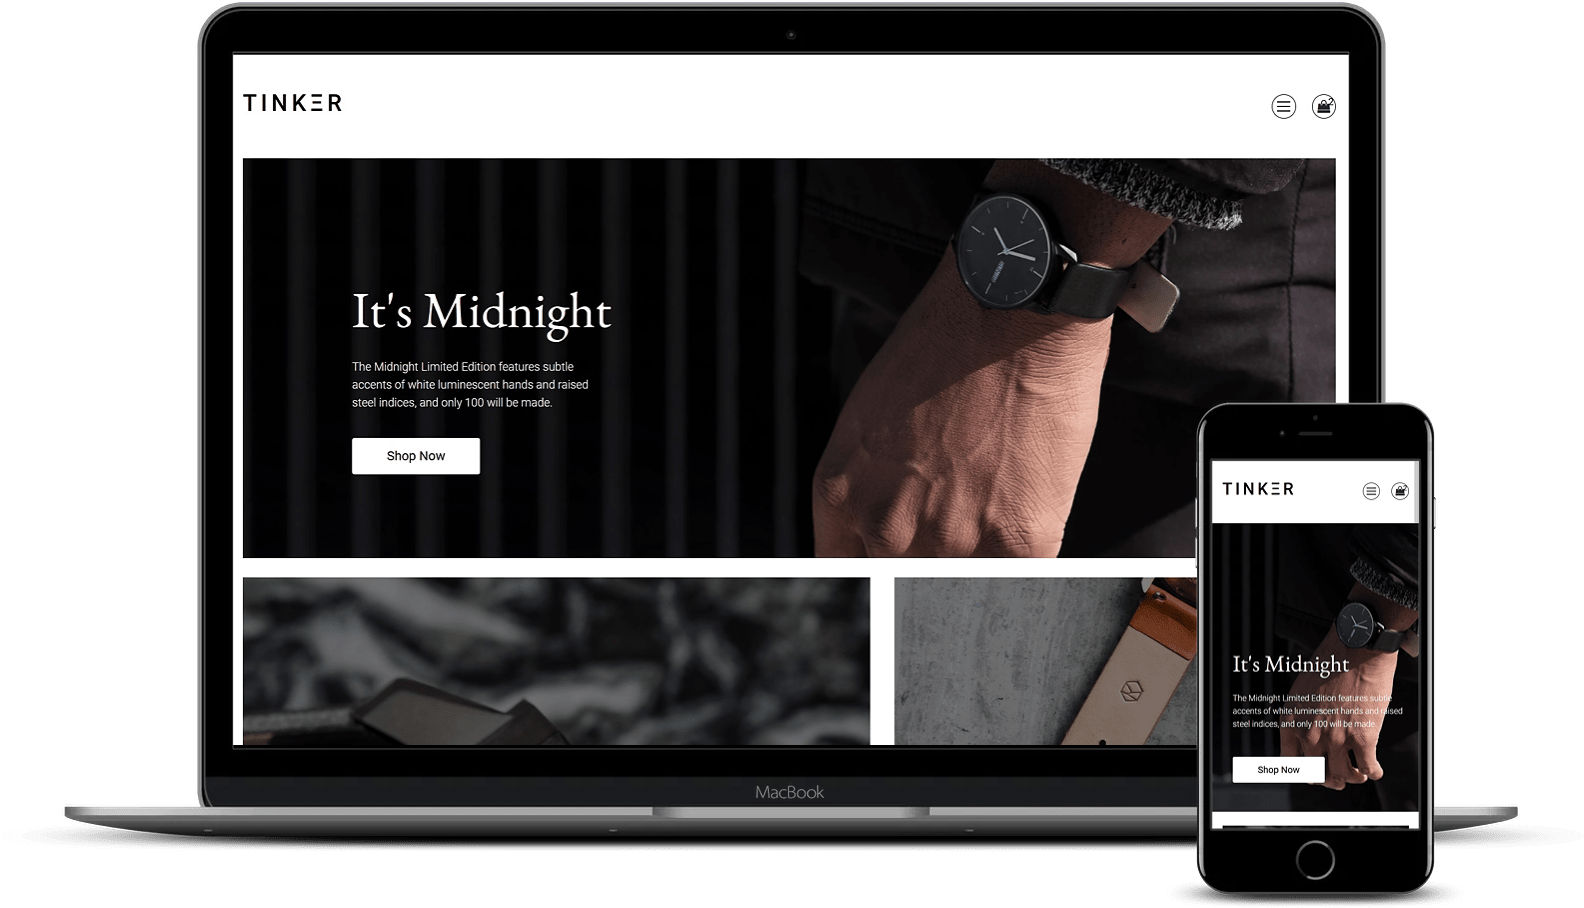 TINKER
2
It's Midnight
The Midnight Limited Edition features subtle
accents of white luminescent hands and raised
steel indices, and only 100 will be made.
Shop Now
MacBook
TINKER
2
It's Midnight
The Midnight Limited Edition features subtle
accents of white luminescent hands and raised
steel indices, and only 100 will be made.
Shop Now